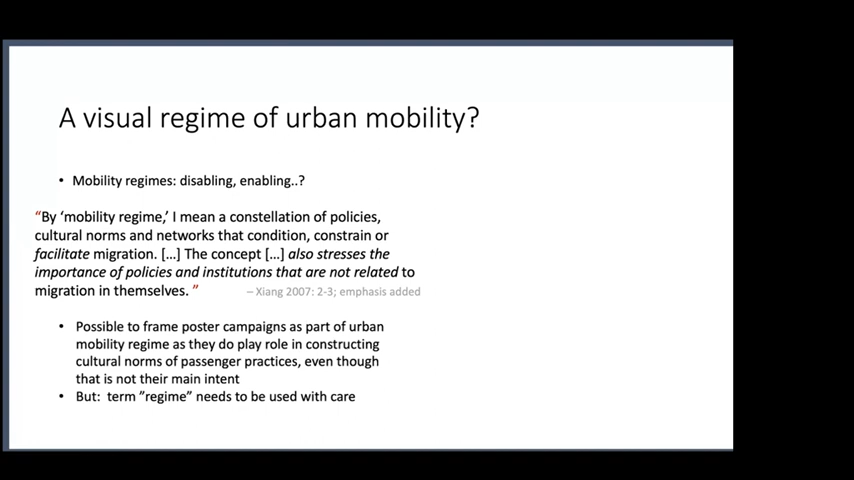 A visual regime of urban mobility?
• Mobility regimes: disabling, enabling..?
“By ‘mobility regime,’ I mean a constellation of policies,
cultural norms and networks that condition, constrain or
facilitate migration. […] The concept […] also stresses the
importance of policies and institutions that are not related to
migration in themselves. ” – Xiang 2007: 2-3; emphasis added
• Possible to frame poster campaigns as part of urban
mobility regime as they do play role in constructing
cultural norms of passenger practices, even though
that is not their main intent
• But: term ”regime” needs to be used with care